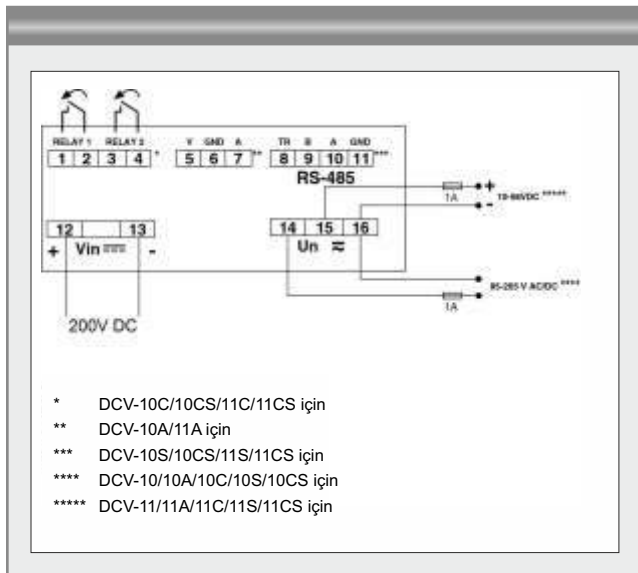 RELAY 1 RELAY 2 V GND A TR B A GND
1 2 3 4 * 5 6 7 ** 8 9 10 11 ***
RS-485
1A
+
-
VDC *****
12 13 14 15 16
+ Vin - Un
V AC/DC ****
1A
200V DC
* DCV-10C/10CS/11C/11CS için
** DCV-10A/11A için
*** DCV-10S/10CS/11S/11CS için
**** DCV-10/10A/10C/10S/10CS için
***** DCV-11/11A/11C/11S/11CS için